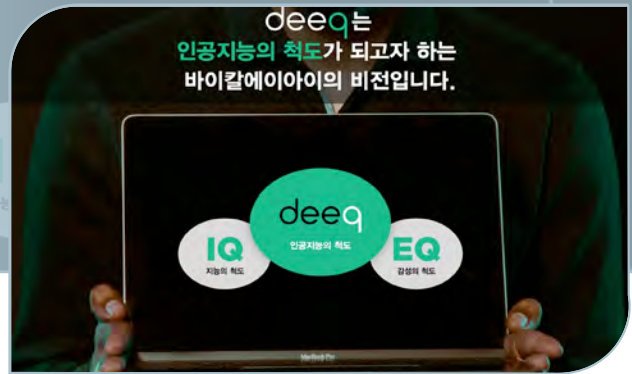 deeq는
인공지능의 척도가 되고자 하는
바이칼에이아이의 비전입니다.
deeq
인공지능의 척도
IQ
지능의 척도
EQ
감성의 척도
MacBook Pro